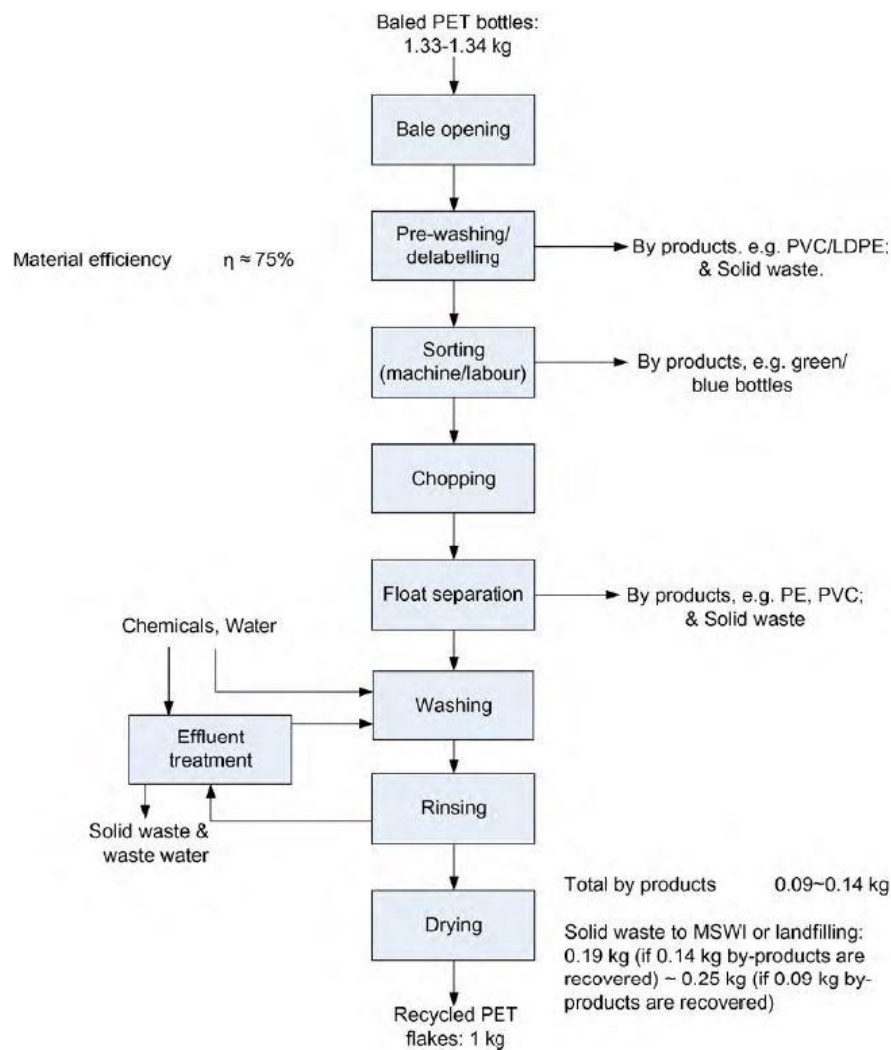 Baled PET bottles:
1.33-1.34 kg
Bale opening
Pre-washing/
delabelling
By products. e.g. PVC/LDPE;
& Solid waste.
Material efficiency η ≈ 75%
Sorting
(machine/labour)
By products, e.g. green/
blue bottles
Chopping
Float separation
By products, e.g. PE, PVC;
& Solid waste
Chemicals, Water
Washing
Effluent
treatment
Rinsing
Solid waste &
waste water
Drying
Total by products 0.09~0.14 kg
Solid waste to MSWI or landfilling:
0.19 kg (if 0.14 kg by-products are
recovered) ~ 0.25 kg (if 0.09 kg by-
products are recovered)
Recycled PET
flakes: 1 kg